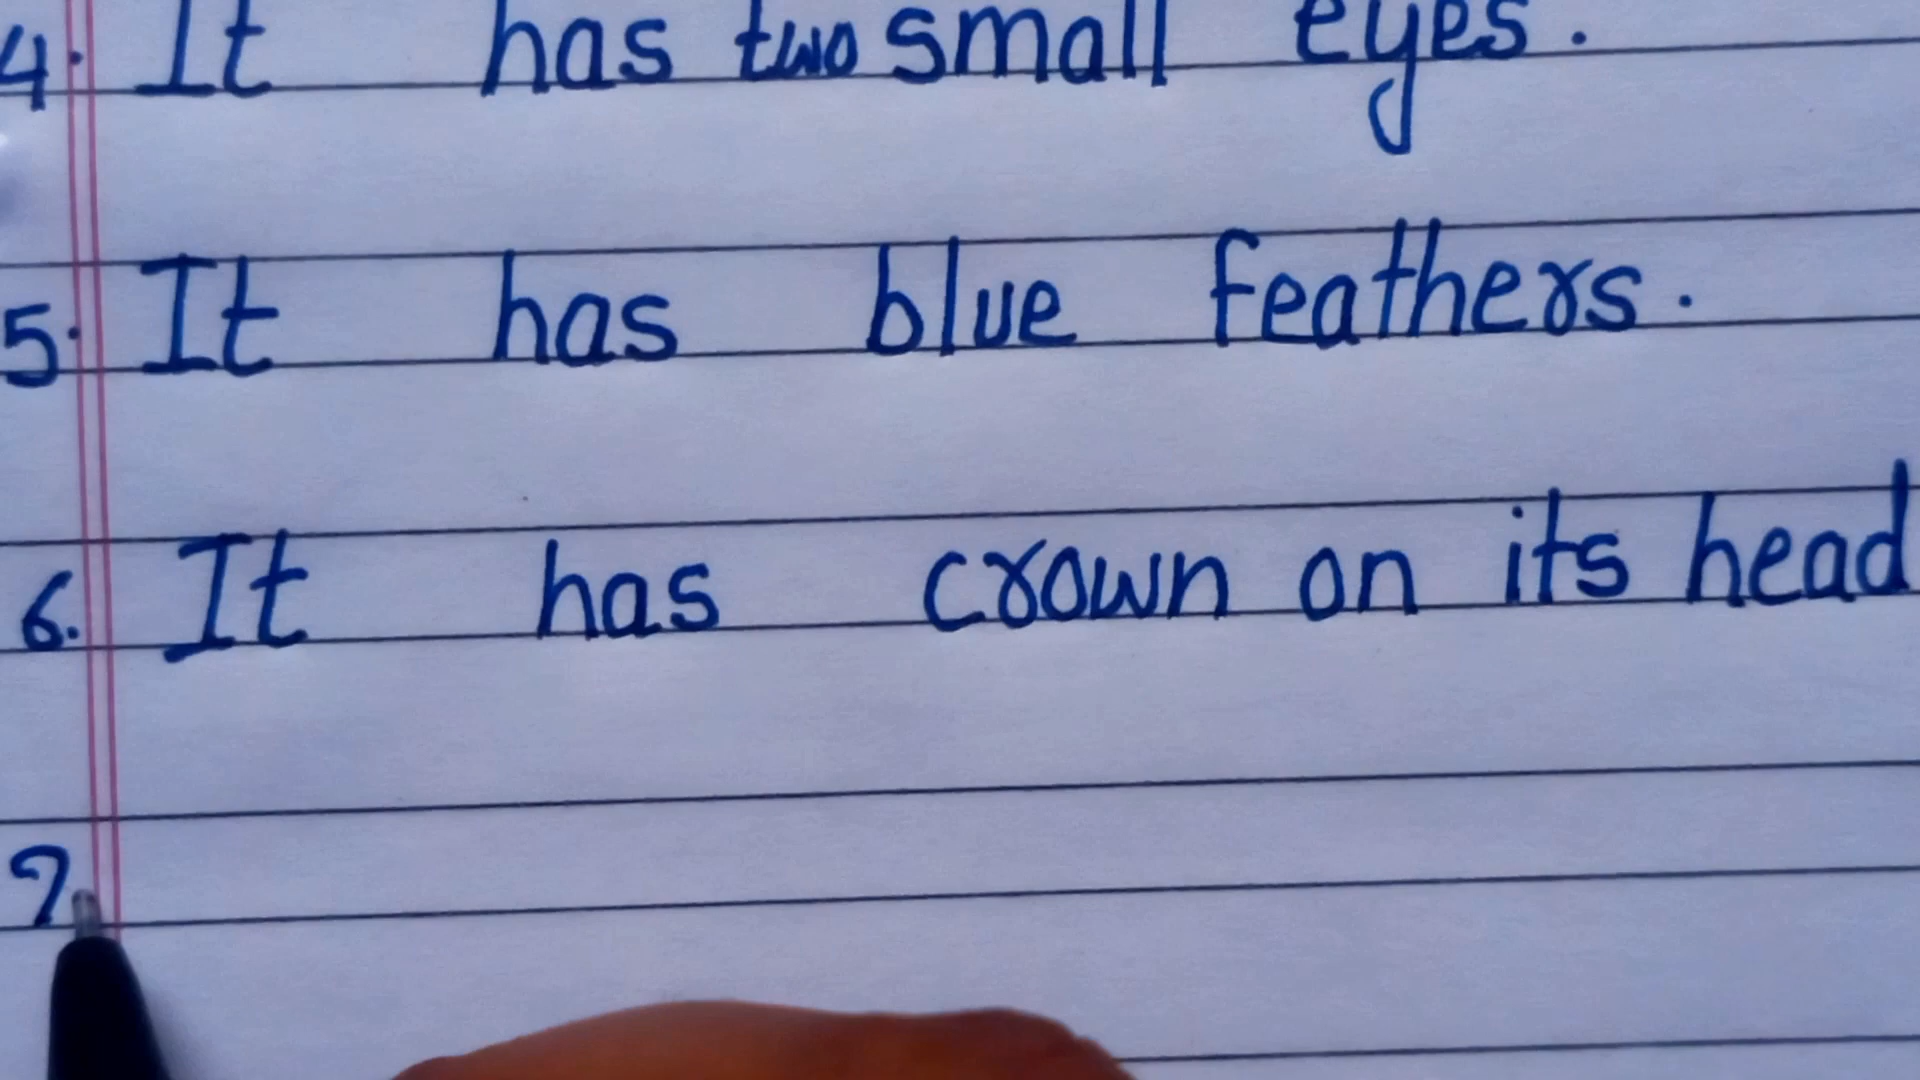 4. It has two small eyes.
5. It has blue feathers.
6. It has crown on its head
7